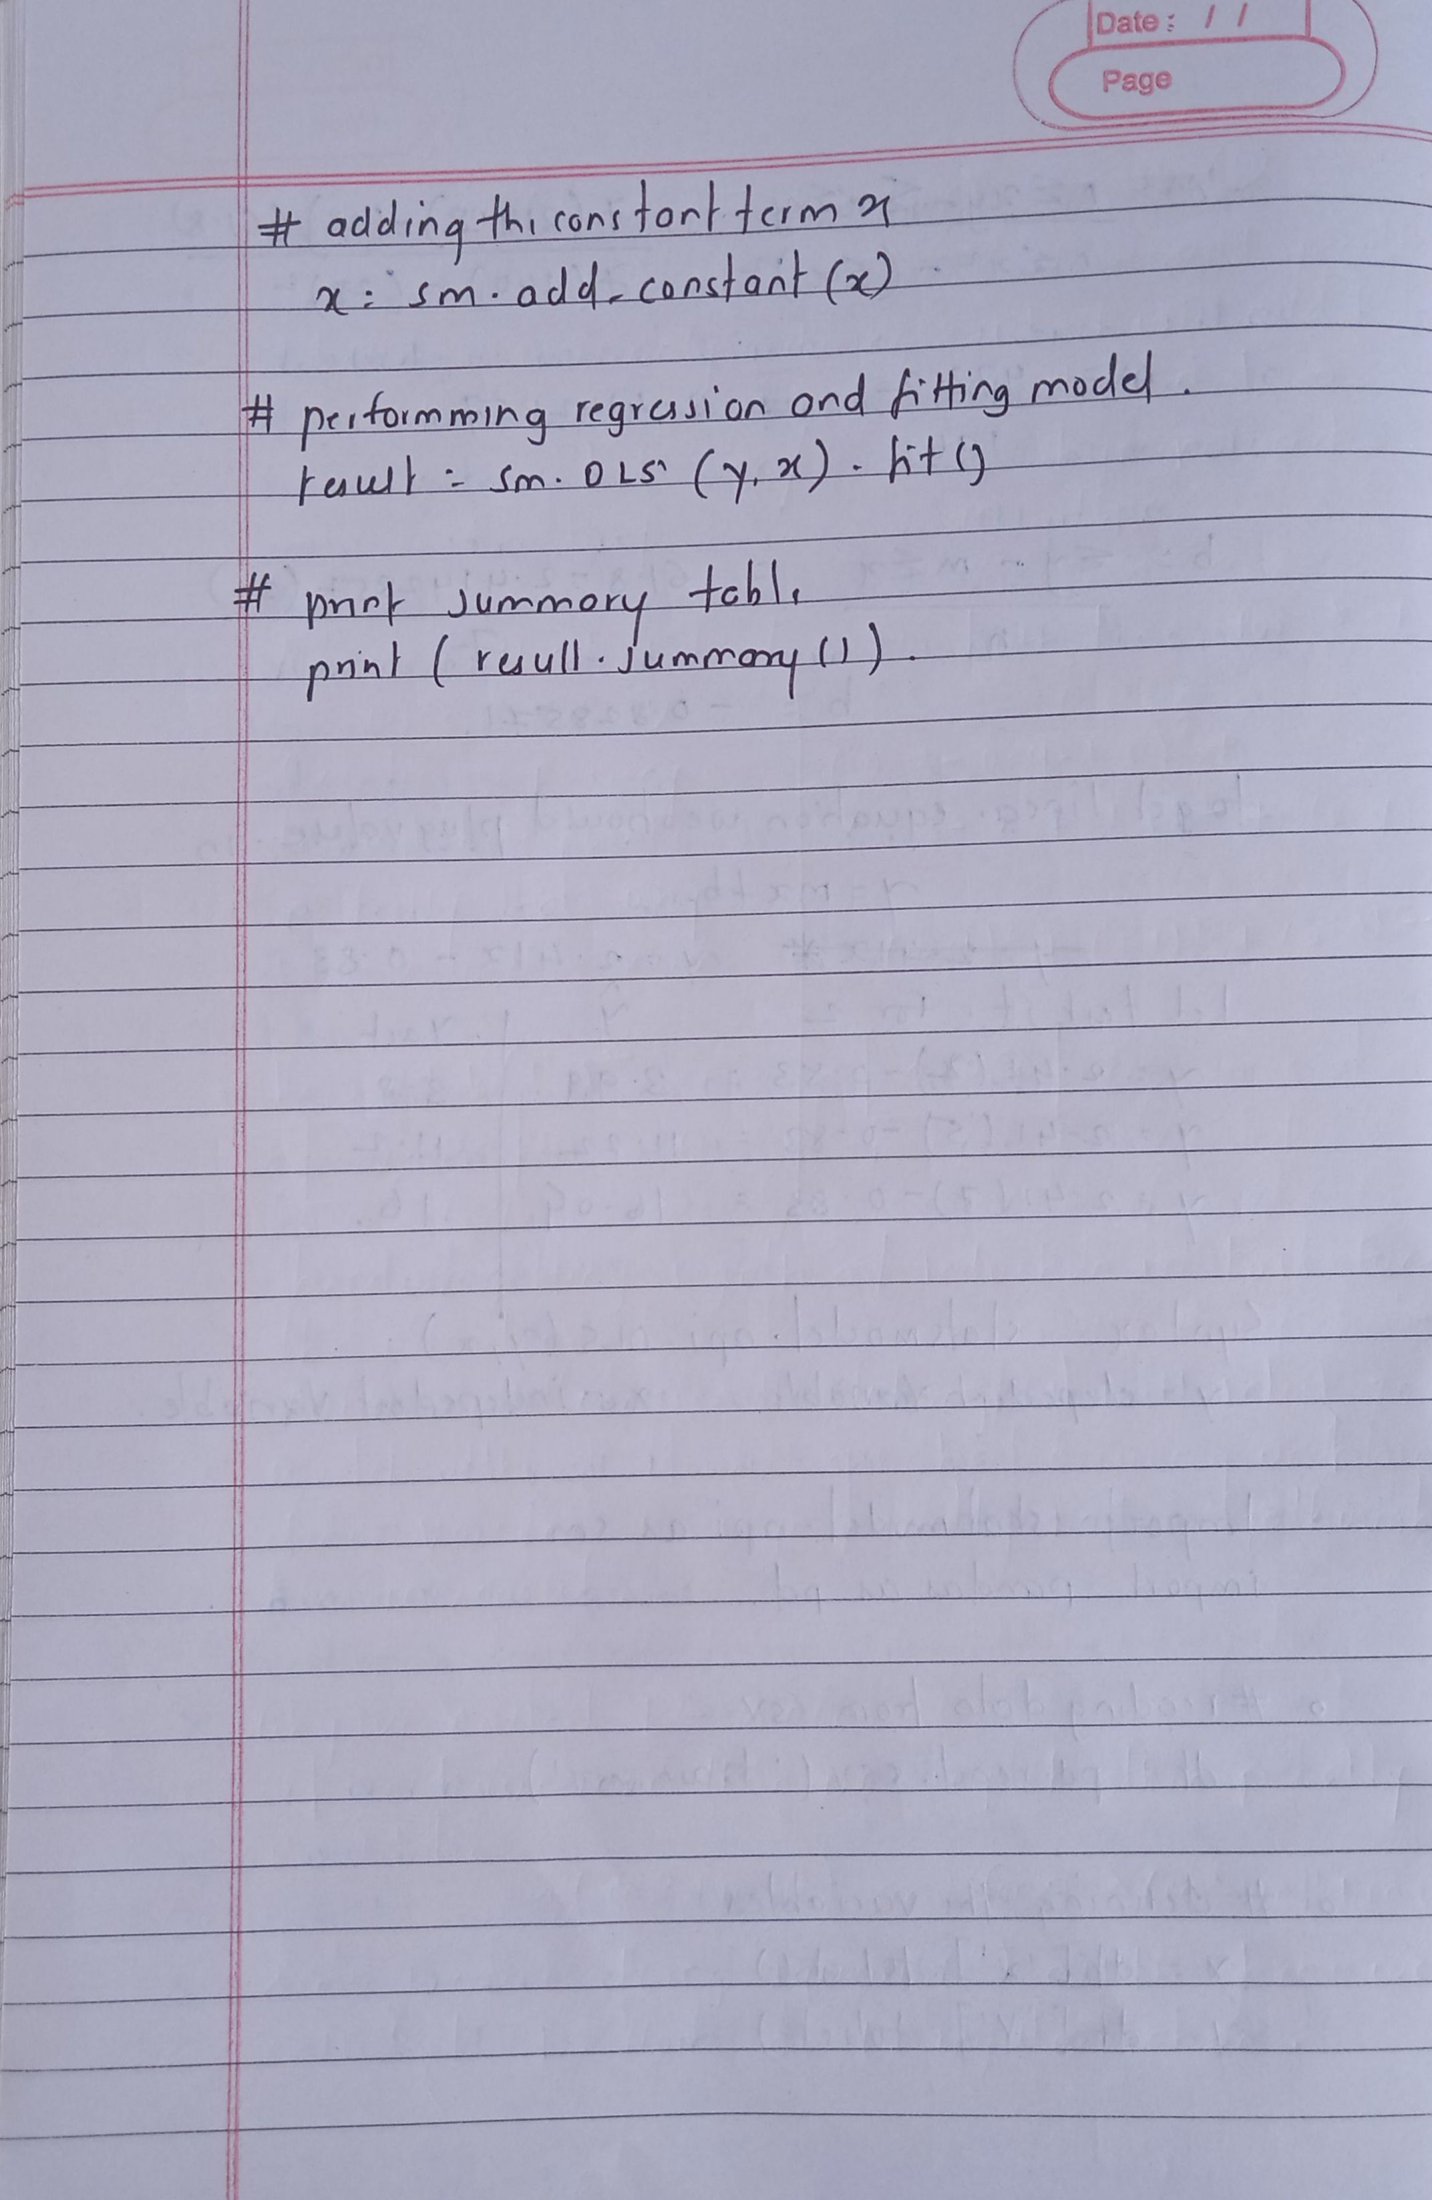 Date : / /
Page
# adding the constant term x
x = sm.add_constant(x)
# performming regression and fitting model.
result = sm.OLS(y, x).fit()
# print summary table
print(result.summary()).